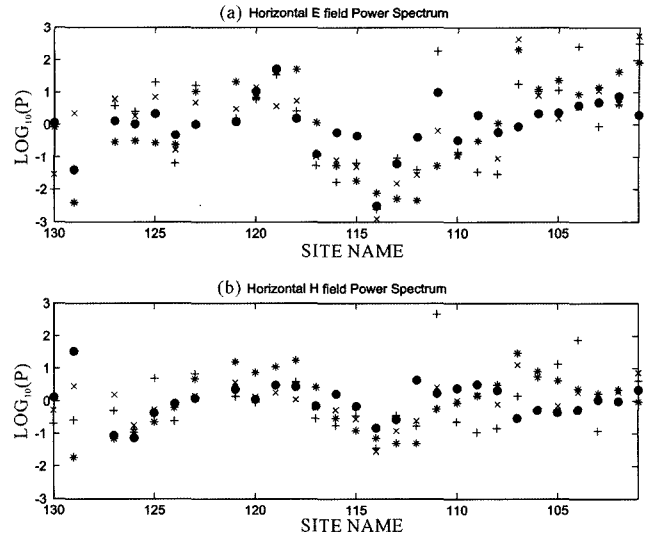 (a) Horizontal E field Power Spectrum
3
2
1
0
-1
-2
-3
LOG10(P)
130 125 120 115 110 105
SITE NAME
(b) Horizontal H field Power Spectrum
3
2
1
0
-1
-2
-3
LOG10(P)
130 125 120 115 110 105
SITE NAME